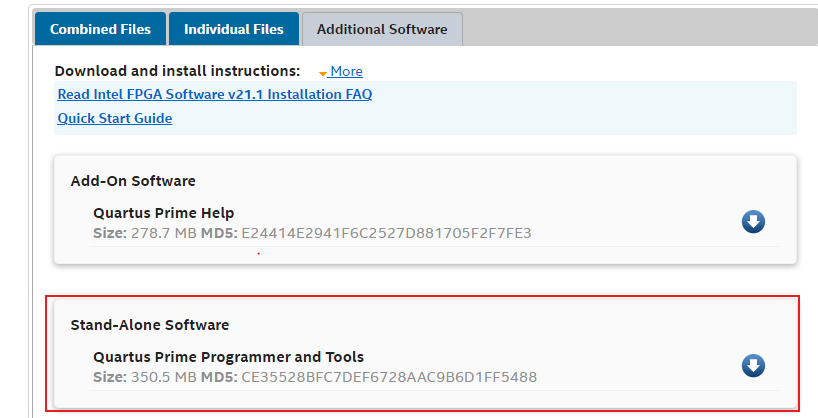 Combined Files
Individual Files
Additional Software
Download and install instructions: More
Read Intel FPGA Software v21.1 Installation FAQ
Quick Start Guide
Add-On Software
Quartus Prime Help
Size: 278.7 MB MD5: E24414E2941F6C2527D881705F2F7FE3
Stand-Alone Software
Quartus Prime Programmer and Tools
Size: 350.5 MB MD5: CE35528BFC7DEF6728AAC9B6D1FF5488